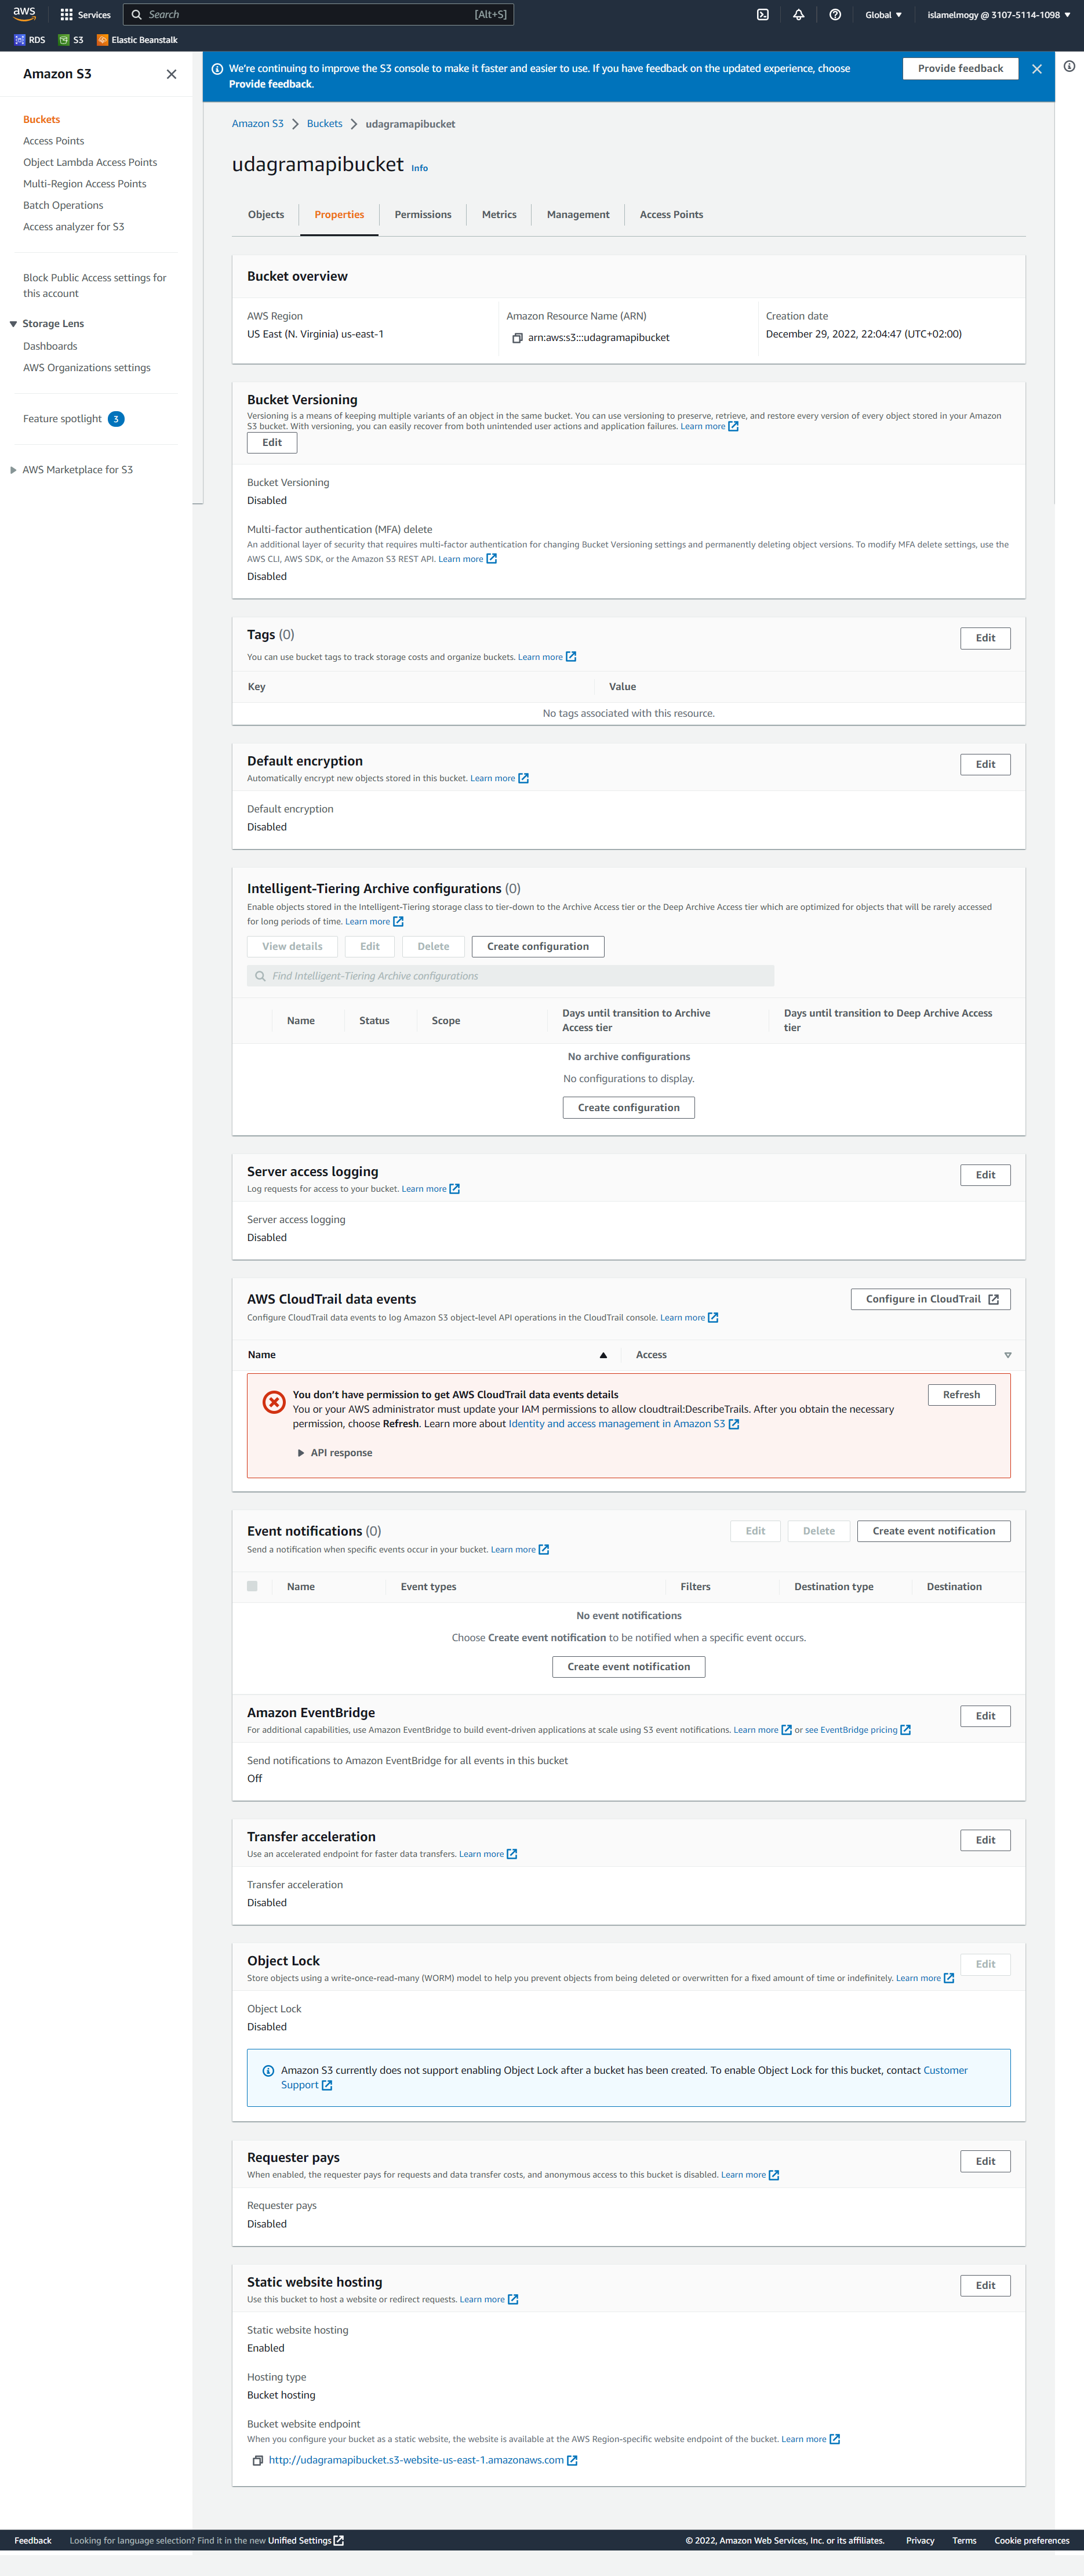 aws
Services
Search
[Alt+S]
Global
islamelmogy @ 3107-5114-1098
RDS
S3
Elastic Beanstalk
Amazon S3
Buckets
Access Points
Object Lambda Access Points
Multi-Region Access Points
Batch Operations
Access analyzer for S3
Block Public Access settings for
this account
Storage Lens
Dashboards
AWS Organizations settings
Feature spotlight 3
AWS Marketplace for S3
We're continuing to improve the S3 console to make it faster and easier to use. If you have feedback on the updated experience, choose
Provide feedback.
Provide feedback
Amazon S3 > Buckets > udagramapibucket
udagramapibucket Info
Objects
Properties
Permissions
Metrics
Management
Access Points
Bucket overview
AWS Region
US East (N. Virginia) us-east-1
Amazon Resource Name (ARN)
arn:aws:s3:::udagramapibucket
Creation date
December 29, 2022, 22:04:47 (UTC+02:00)
Bucket Versioning
Versioning is a means of keeping multiple variants of an object in the same bucket. You can use versioning to preserve, retrieve, and restore every version of every object stored in your Amazon
S3 bucket. With versioning, you can easily recover from both unintended user actions and application failures. Learn more
Edit
Bucket Versioning
Disabled
Multi-factor authentication (MFA) delete
An additional layer of security that requires multi-factor authentication for changing Bucket Versioning settings and permanently deleting object versions. To modify MFA delete settings, use the
AWS CLI, AWS SDK, or the Amazon S3 REST API. Learn more
Disabled
Tags (0)
Edit
You can use bucket tags to track storage costs and organize buckets. Learn more
Key
Value
No tags associated with this resource.
Default encryption
Edit
Automatically encrypt new objects stored in this bucket. Learn more
Default encryption
Disabled
Intelligent-Tiering Archive configurations (0)
Enable objects stored in the Intelligent-Tiering storage class to tier-down to the Archive Access tier or the Deep Archive Access tier which are optimized for objects that will be rarely accessed
for long periods of time. Learn more
View details
Edit
Delete
Create configuration
Find Intelligent-Tiering Archive configurations
Name
Status
Scope
Days until transition to Archive
Access tier
Days until transition to Deep Archive Access
tier
No archive configurations
No configurations to display.
Create configuration
Server access logging
Edit
Log requests for access to your bucket. Learn more
Server access logging
Disabled
AWS CloudTrail data events
Configure in CloudTrail
Configure CloudTrail data events to log Amazon S3 object-level API operations in the CloudTrail console. Learn more
Name
Access
You don't have permission to get AWS CloudTrail data events details
You or your AWS administrator must update your IAM permissions to allow cloudtrail:DescribeTrails. After you obtain the necessary
permission, choose Refresh. Learn more about Identity and access management in Amazon S3
Refresh
API response
Event notifications (0)
Edit
Delete
Create event notification
Send a notification when specific events occur in your bucket. Learn more
Name
Event types
Filters
Destination type
Destination
No event notifications
Choose Create event notification to be notified when a specific event occurs.
Create event notification
Amazon EventBridge
Edit
For additional capabilities, use Amazon EventBridge to build event-driven applications at scale using S3 event notifications. Learn more or see EventBridge pricing
Send notifications to Amazon EventBridge for all events in this bucket
Off
Transfer acceleration
Edit
Use an accelerated endpoint for faster data transfers. Learn more
Transfer acceleration
Disabled
Object Lock
Edit
Store objects using a write-once-read-many (WORM) model to help you prevent objects from being deleted or overwritten for a fixed amount of time or indefinitely. Learn more
Object Lock
Disabled
Amazon S3 currently does not support enabling Object Lock after a bucket has been created. To enable Object Lock for this bucket, contact Customer
Support
Requester pays
Edit
When enabled, the requester pays for requests and data transfer costs, and anonymous access to this bucket is disabled. Learn more
Requester pays
Disabled
Static website hosting
Edit
Use this bucket to host a website or redirect requests. Learn more
Static website hosting
Enabled
Hosting type
Bucket hosting
Bucket website endpoint
When you configure your bucket as a static website, the website is available at the AWS Region-specific website endpoint of the bucket. Learn more
http://udagramapibucket.s3-website-us-east-1.amazonaws.com
Feedback
Looking for language selection? Find it in the new Unified Settings
© 2022, Amazon Web Services, Inc. or its affiliates.
Privacy
Terms
Cookie preferences